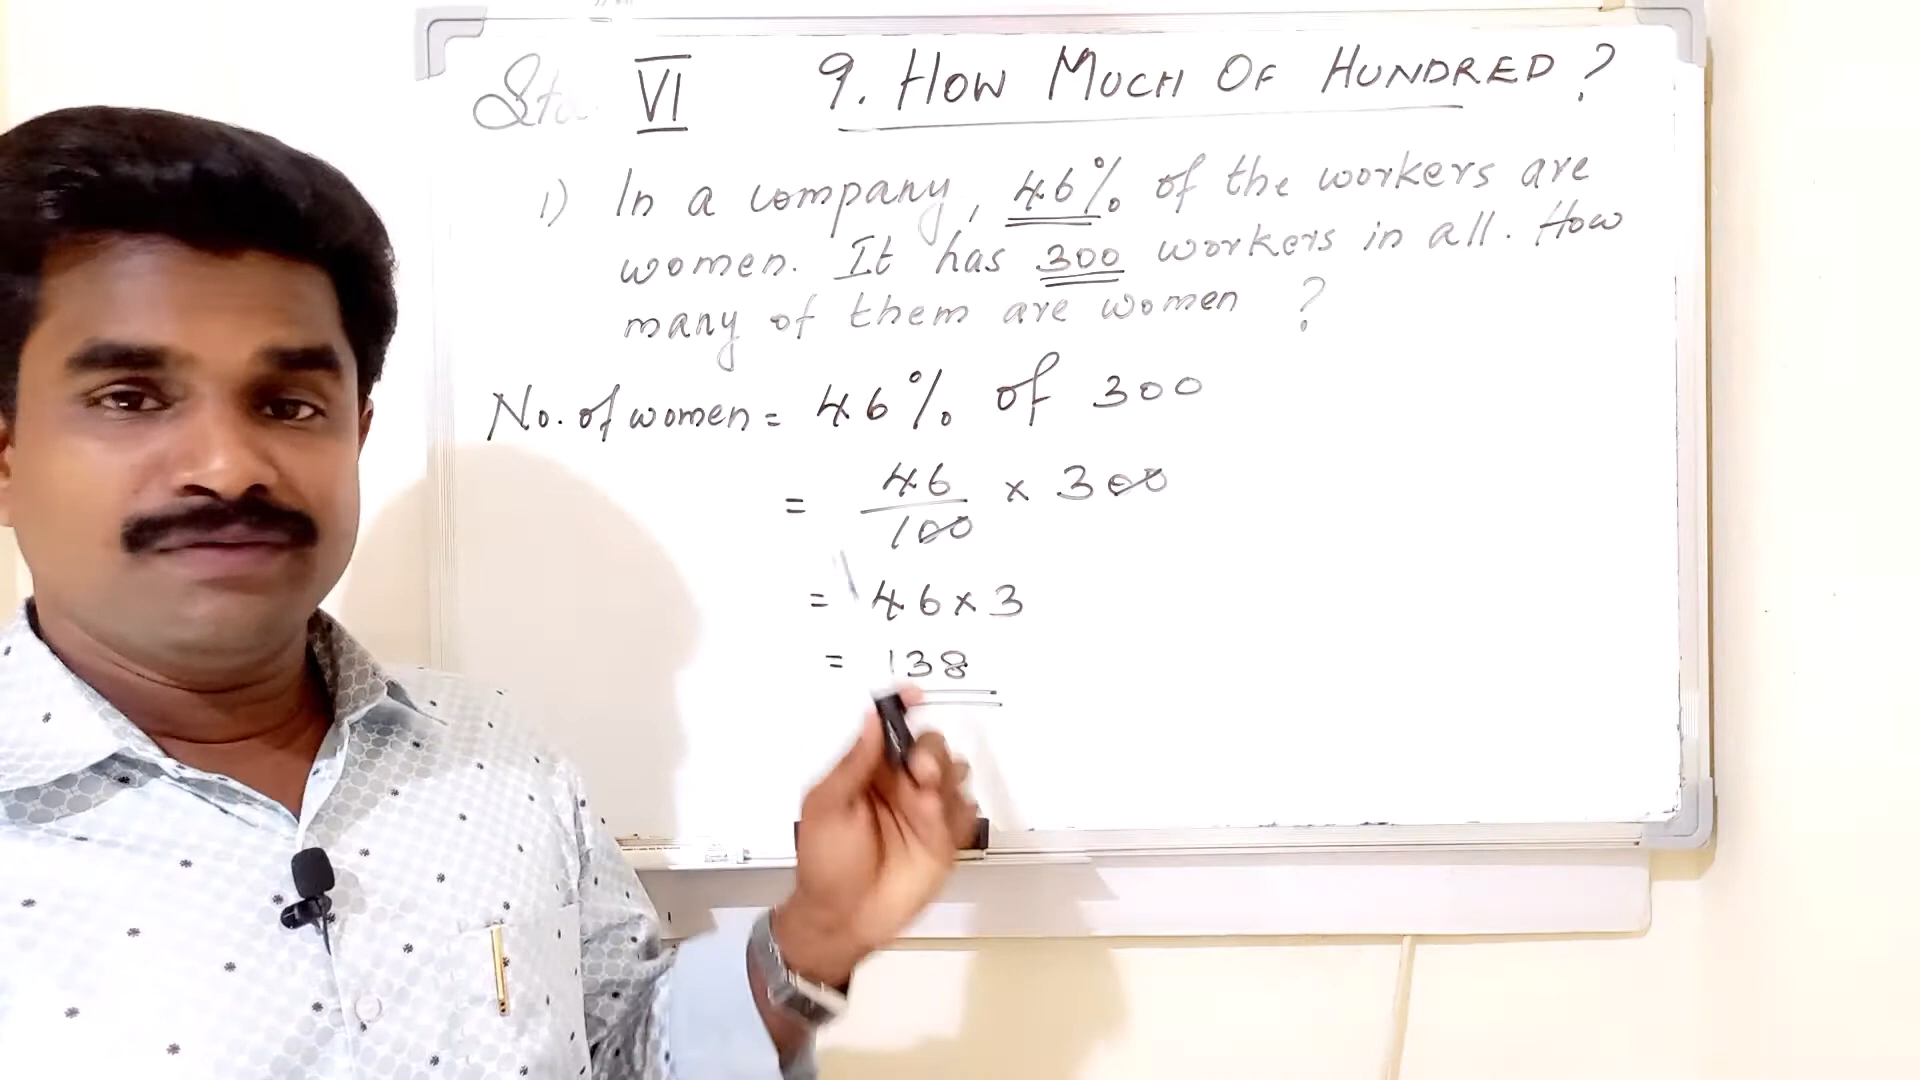 Std. VI 9. HOW MUCH OF HUNDRED ?
1) In a company, 46% of the workers are
women. It has 300 workers in all. How
many of them are women ?
No. of women = 46% of 300
= 46/100 × 300
= 46×3
= 138